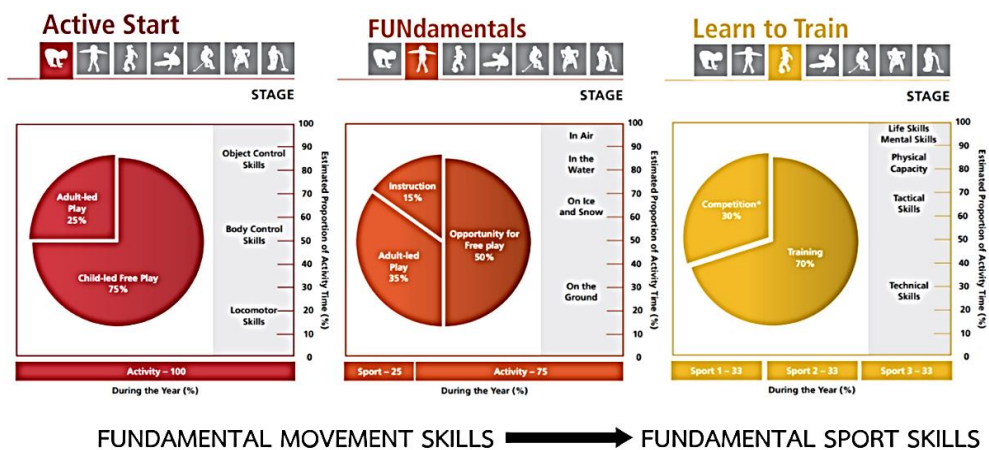 Active Start
STAGE
Adult-led
Play
25%
Child-led Free Play
75%
Object Control
Skills
Body Control
Skills
Locomotor
Skills
100
90
80
70
60
50
40
30
20
10
0
Estimated Proportion of Activity Time (%)
Activity – 100
During the Year (%)
FUNdamentals
STAGE
Instruction
15%
Adult-led
Play
35%
Opportunity for
Free play
50%
In Air
In the
Water
On Ice
and Snow
On the
Ground
100
90
80
70
60
50
40
30
20
10
0
Estimated Proportion of Activity Time (%)
Sport – 25
Activity – 75
During the Year (%)
Learn to Train
STAGE
Competition*
30%
Training
70%
Life Skills
Mental Skills
Physical
Capacity
Tactical
Skills
Technical
Skills
100
90
80
70
60
50
40
30
20
10
0
Estimated Proportion of Activity Time (%)
Sport 1 – 33
Sport 2 – 33
Sport 3 – 33
During the Year (%)
FUNDAMENTAL MOVEMENT SKILLS
FUNDAMENTAL SPORT SKILLS